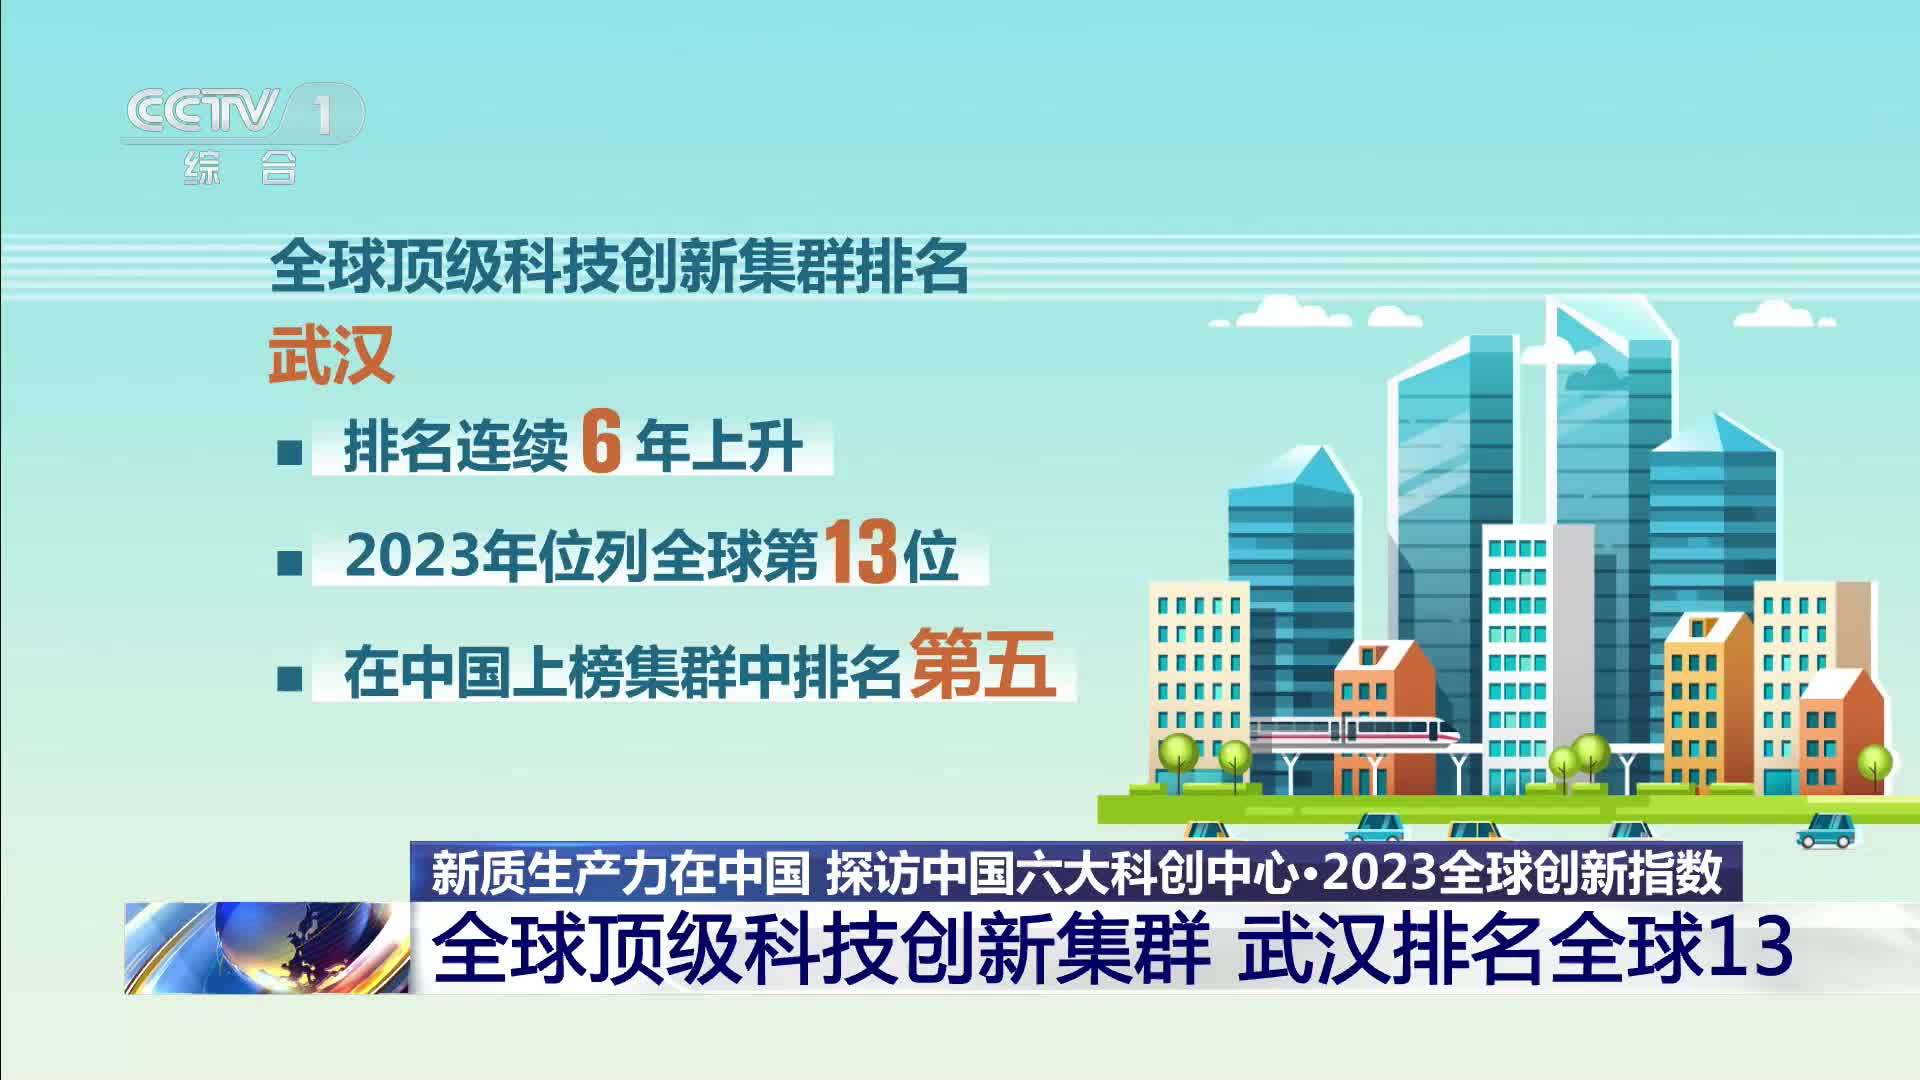 CCTV 1
综 合
全球顶级科技创新集群排名
武汉
排名连续6年上升
2023年位列全球第13位
在中国上榜集群中排名第五
新质生产力在中国 探访中国六大科创中心·2023全球创新指数
全球顶级科技创新集群 武汉排名全球13